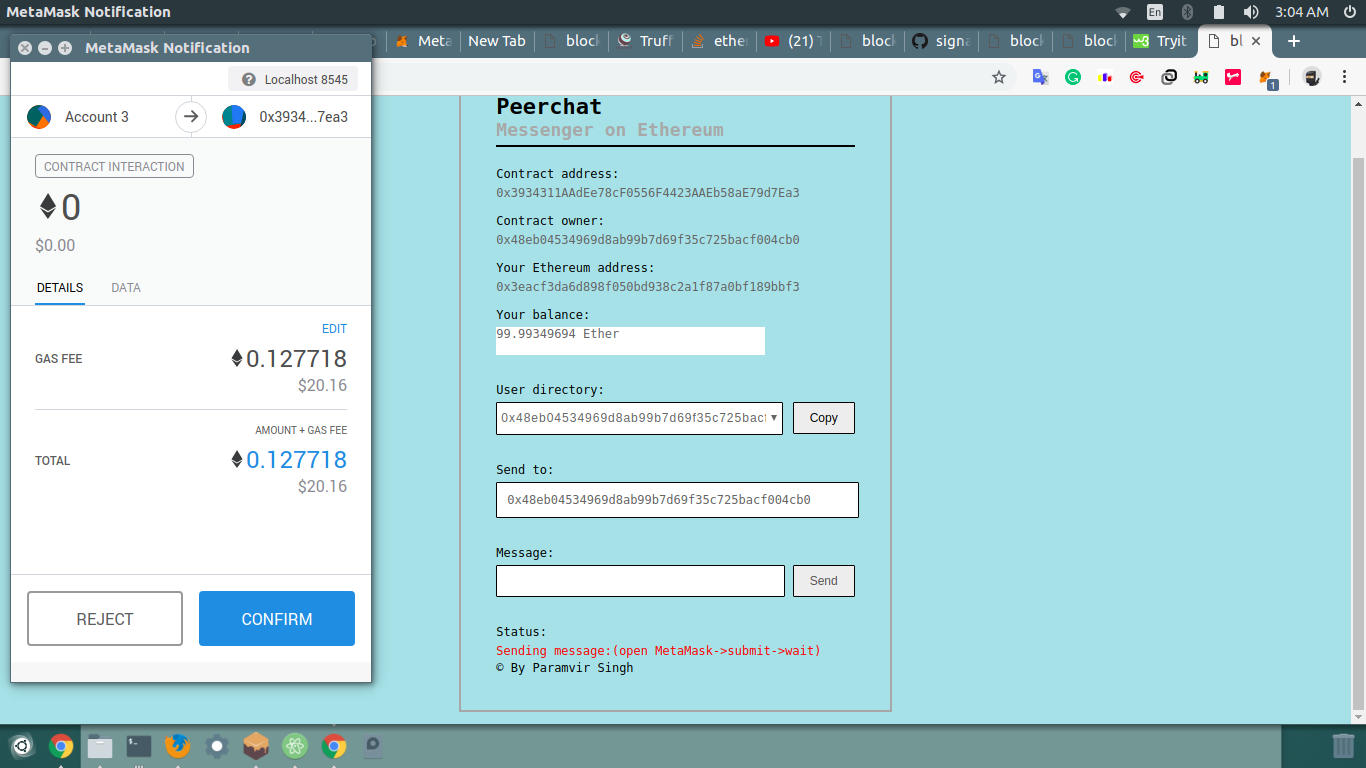 MetaMask Notification
En
3:04 AM
MetaMask Notification
Meta
New Tab
block
Truff
ether
(21) T
block
signa
block
block
Tryit
bl
Localhost 8545
1
Account 3
0x3934...7ea3
CONTRACT INTERACTION
0
$0.00
DETAILS
DATA
EDIT
GAS FEE
0.127718
$20.16
AMOUNT + GAS FEE
TOTAL
0.127718
$20.16
REJECT
CONFIRM
Peerchat
Messenger on Ethereum
Contract address:
0x3934311AAdEe78cF0556F4423AAEb58aE79d7Ea3
Contract owner:
0x48eb04534969d8ab99b7d69f35c725bacf004cb0
Your Ethereum address:
0x3eacf3da6d898f050bd938c2a1f87a0bf189bbf3
Your balance:
99.99349694 Ether
User directory:
0x48eb04534969d8ab99b7d69f35c725bacf
Copy
Send to:
0x48eb04534969d8ab99b7d69f35c725bacf004cb0
Message:
Send
Status:
Sending message:(open MetaMask->submit->wait)
© By Paramvir Singh